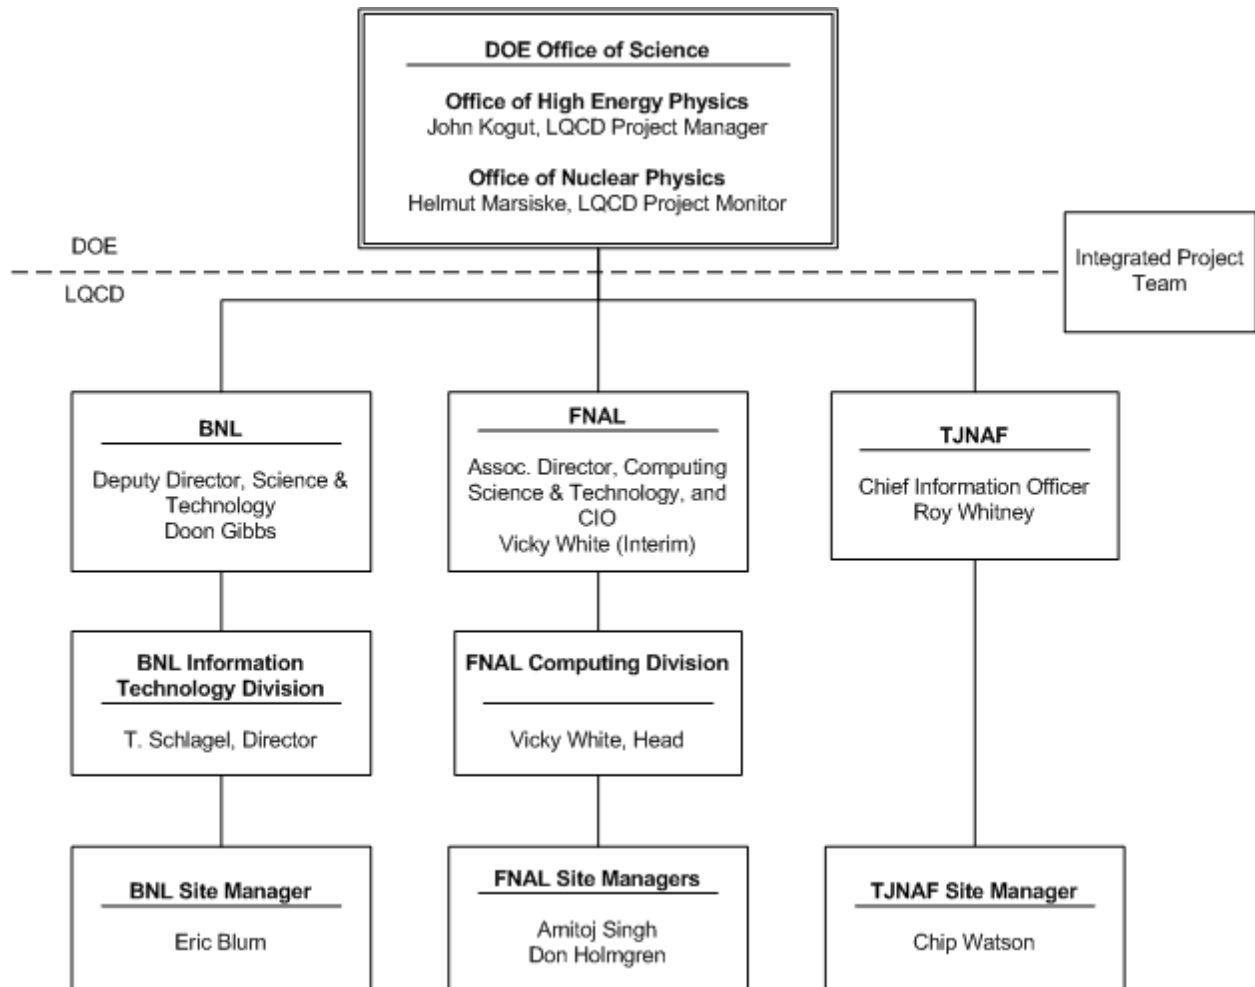 DOE Office of Science
Office of High Energy Physics
John Kogut, LQCD Project Manager
Office of Nuclear Physics
Helmut Marsiske, LQCD Project Monitor
DOE
LQCD
Integrated Project
Team
BNL
Deputy Director, Science &
Technology
Doon Gibbs
FNAL
Assoc. Director, Computing
Science & Technology, and
CIO
Vicky White (Interim)
TJNAF
Chief Information Officer
Roy Whitney
BNL Information
Technology Division
T. Schlagel, Director
FNAL Computing Division
Vicky White, Head
BNL Site Manager
Eric Blum
FNAL Site Managers
Amitoj Singh
Don Holmgren
TJNAF Site Manager
Chip Watson